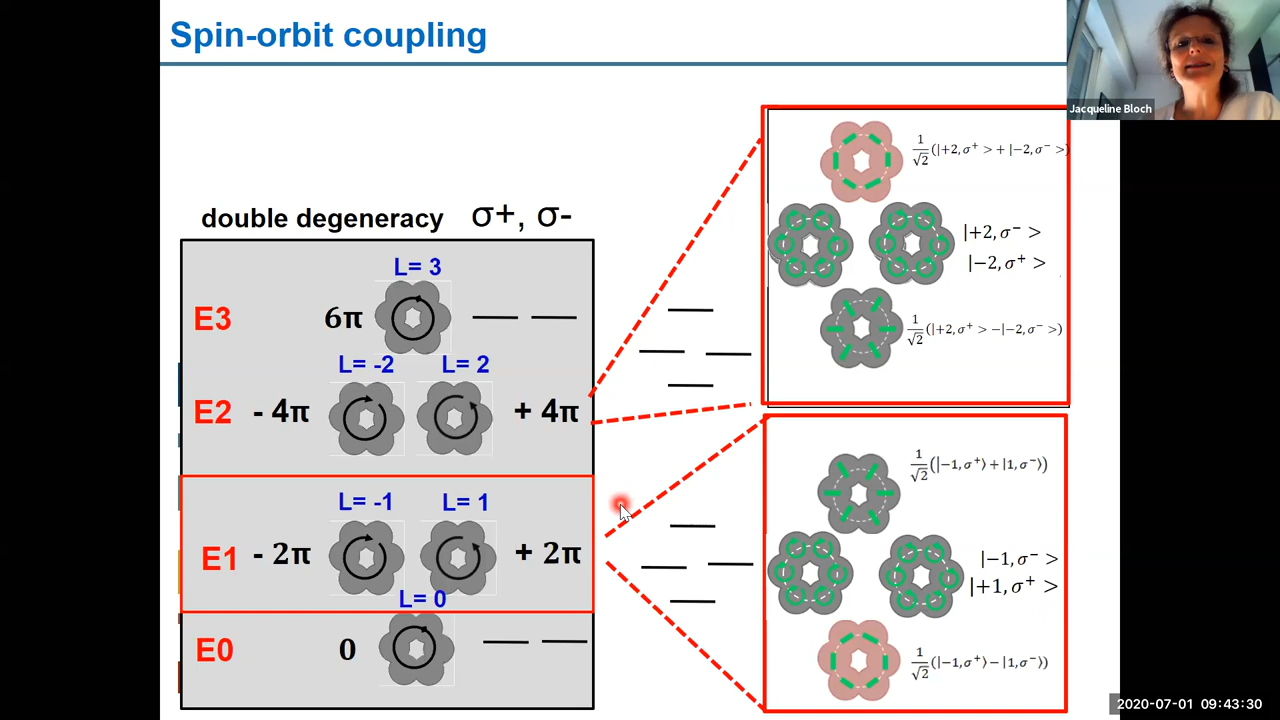 Spin-orbit coupling
Jacqueline Bloch
double degeneracy σ+, σ-
L= 3
E3 6π
L= -2 L= 2
E2 - 4π + 4π
L= -1 L= 1
E1 - 2π + 2π
L= 0
E0 0
1/√2 (|+2, σ⁺ > + |−2, σ⁻ >)
|+2, σ⁻ >
|−2, σ⁺ >
1/√2 (|+2, σ⁺ > −|−2, σ⁻ >)
1/√2 (|−1, σ⁺⟩ + |1, σ⁻⟩)
|−1, σ⁻ >
|+1, σ⁺ >
1/√2 (|−1, σ⁺⟩ − |1, σ⁻⟩)
2020-07-01 09:43:30